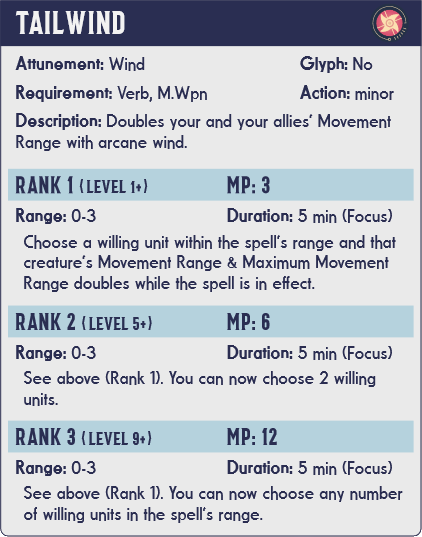 TAILWIND
Attunement: Wind Glyph: No
Requirement: Verb, M.Wpn Action: minor
Description: Doubles your and your allies' Movement
Range with arcane wind.
RANK 1 (LEVEL 1+) MP: 3
Range: 0-3 Duration: 5 min (Focus)
Choose a willing unit within the spell's range and that
creature's Movement Range & Maximum Movement
Range doubles while the spell is in effect.
RANK 2 (LEVEL 5+) MP: 6
Range: 0-3 Duration: 5 min (Focus)
See above (Rank 1). You can now choose 2 willing
units.
RANK 3 (LEVEL 9+) MP: 12
Range: 0-3 Duration: 5 min (Focus)
See above (Rank 1). You can now choose any number
of willing units in the spell's range.